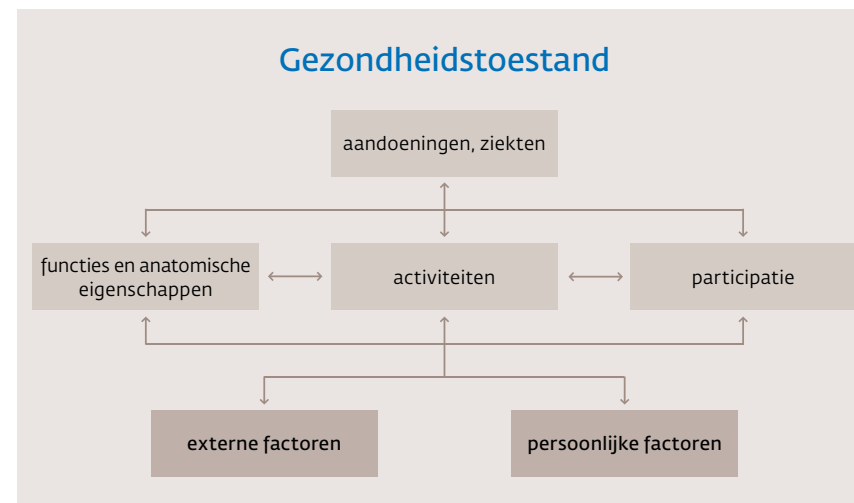 Gezondheidstoestand
aandoeningen, ziekten
functies en anatomische
eigenschappen
activiteiten
participatie
externe factoren
persoonlijke factoren